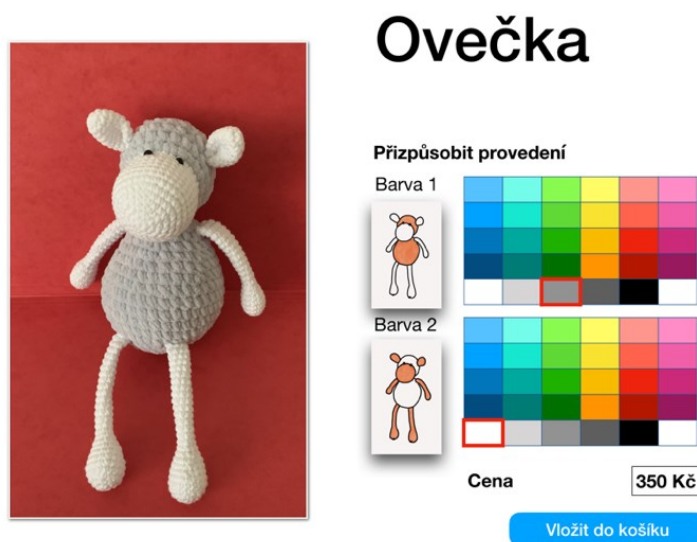 Ovečka
Přizpůsobit provedení
Barva 1
Barva 2
Cena
350 Kč
Vložit do košíku